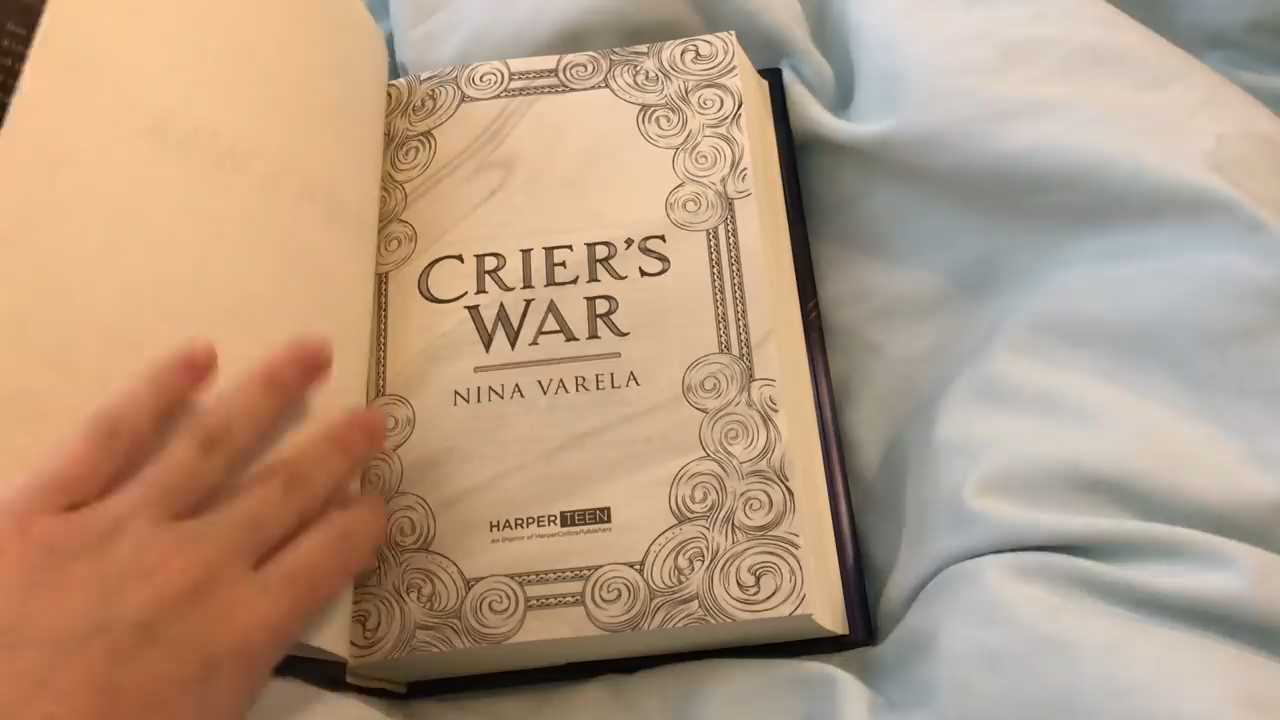 CRIER'S
WAR
NINA VARELA
HARPER TEEN
An Imprint of HarperCollinsPublishers